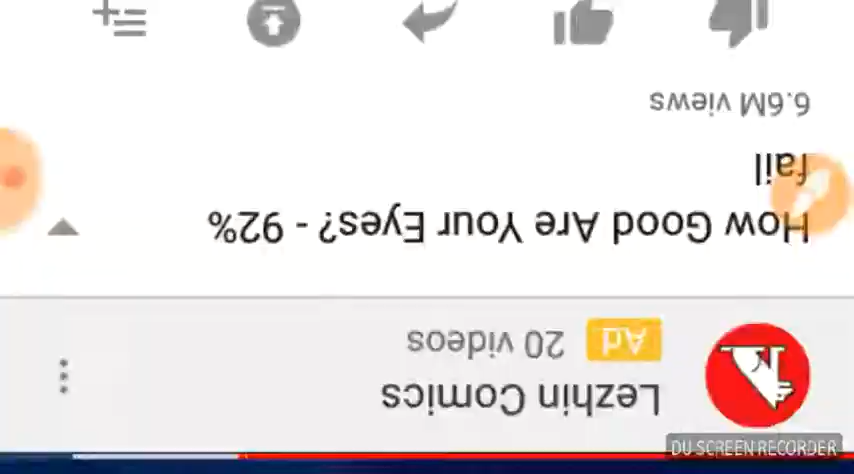 Lezhin Comics
Ad 20 videos
How Good Are Your Eyes? - 92%
fail
6.6M views
DU SCREEN RECORDER